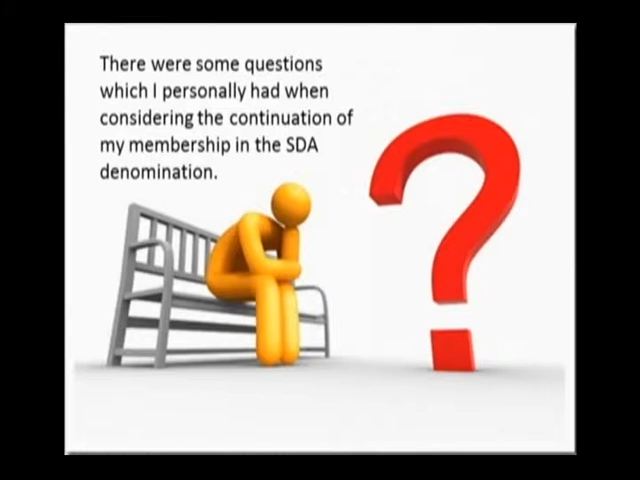 There were some questions
which I personally had when
considering the continuation of
my membership in the SDA
denomination.